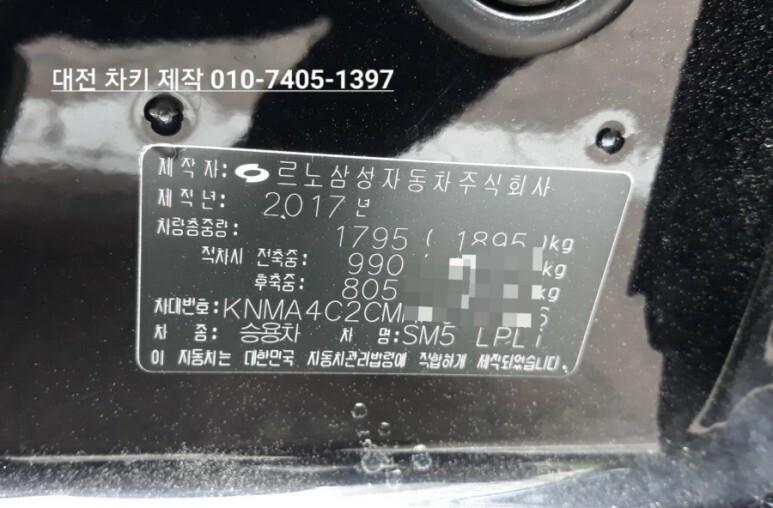 대전 차키 제작 010-7405-1397
제 작 자: 르노삼성자동차주식회사
제 작 년: 2017년
차량총중량: 1795 ( 1895 )kg
적차시 전축중: 990 kg
후축중: 805 kg
차대번호: KNMA4C2CM
차 종: 승용차 차 명: SM5 LPLi
이 자동차는 대한민국 자동차관리법령에 적합하게 제작되었습니다.